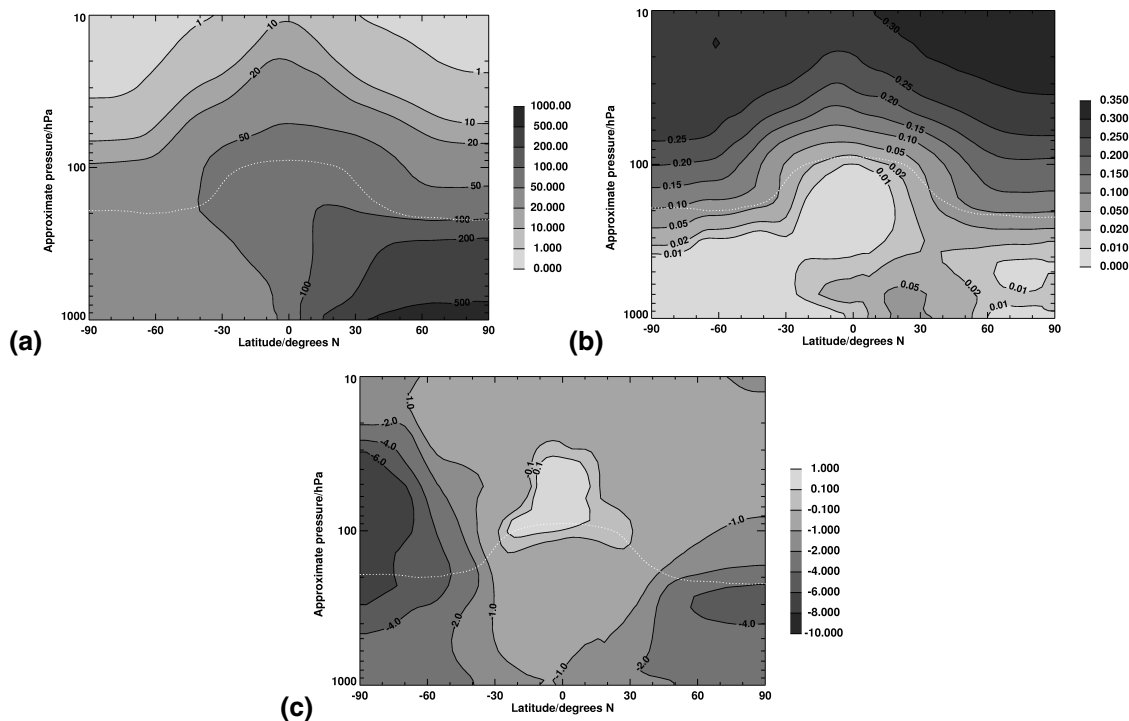 10
100
1000
Approximate pressure/hPa
-90 -60 -30 0 30 60 90
Latitude/degrees N
1 10 20 50 1 10 20 50 100 200 100 500
1000.00
500.00
200.00
100.00
50.000
20.000
10.000
1.000
0.000
(a)
10
100
1000
Approximate pressure/hPa
-90 -60 -30 0 30 60 90
Latitude/degrees N
0.30 0.25 0.20 0.15 0.10 0.05 0.02 0.01
0.25 0.20 0.15 0.10 0.05 0.02 0.01
0.05 0.02 0.01 0.01
0.350
0.300
0.250
0.200
0.150
0.100
0.050
0.020
0.010
0.000
(b)
10
100
1000
Approximate pressure/hPa
-90 -60 -30 0 30 60 90
Latitude/degrees N
-1.0 -2.0 -4.0 -6.0 -0.1 0.1 -1.0
-4.0 -2.0 -1.0 -1.0 -2.0 -4.0
1.000
0.100
-0.100
-1.000
-2.000
-4.000
-6.000
-8.000
-10.000
(c)